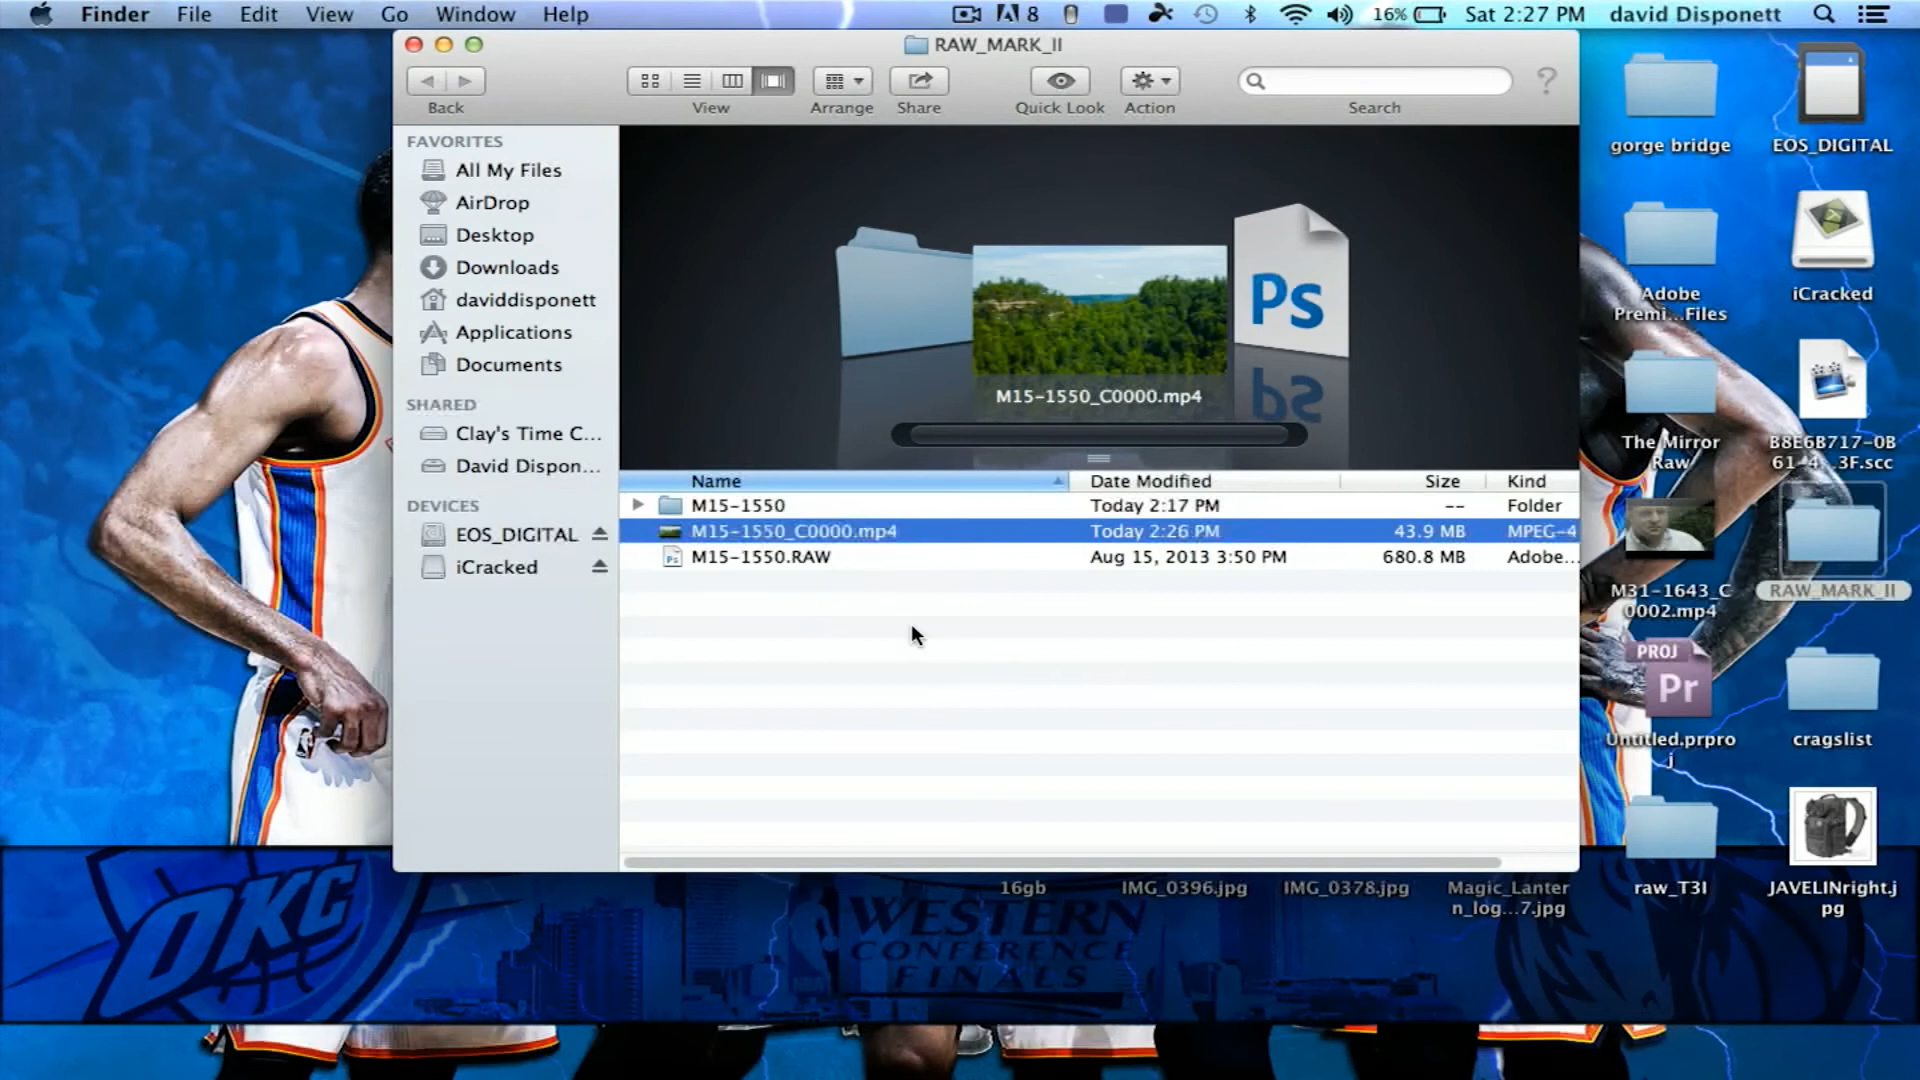 Finder File Edit View Go Window Help 8 16% Sat 2:27 PM david Disponett
RAW_MARK_II
Back View Arrange Share Quick Look Action Search
FAVORITES
All My Files
AirDrop
Desktop
Downloads
daviddisponett
Applications
Documents
SHARED
Clay's Time C...
David Dispon...
DEVICES
EOS_DIGITAL
iCracked
Ps
M15-1550_C0000.mp4
Name Date Modified Size Kind
M15-1550 Today 2:17 PM -- Folder
M15-1550_C0000.mp4 Today 2:26 PM 43.9 MB MPEG-4
M15-1550.RAW Aug 15, 2013 3:50 PM 680.8 MB Adobe...
gorge bridge
EOS_DIGITAL
Adobe
Premi...Files
iCracked
The Mirror
Raw
B8E6B717-0B
61-4...3F.scc
M31-1643_C
0002.mp4
RAW_MARK_II
PROJ
Pr
Untitled.prpro
j
cragslist
raw_T3I
JAVELINright.j
pg
16gb
IMG_0396.jpg
IMG_0378.jpg
Magic_Lanter
n_log...7.jpg
OKC
WESTERN
CONFERENCE
FINALS